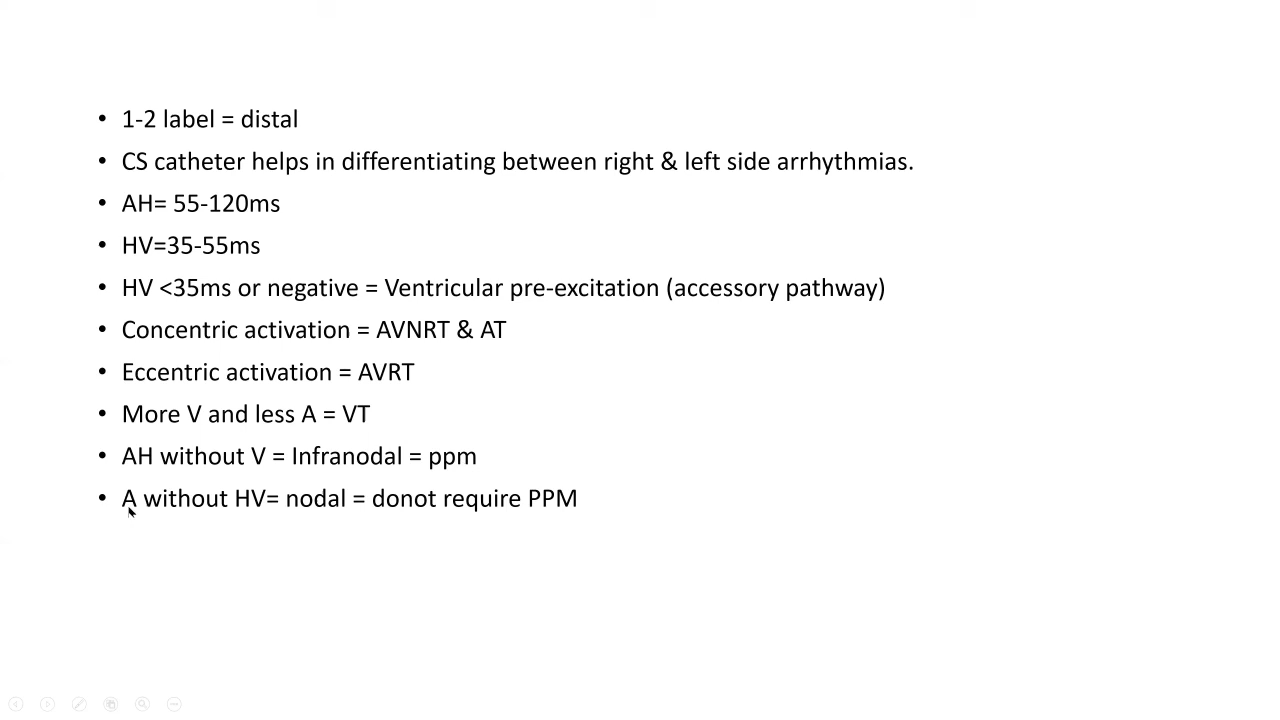 • 1-2 label = distal
• CS catheter helps in differentiating between right & left side arrhythmias.
• AH= 55-120ms
• HV=35-55ms
• HV <35ms or negative = Ventricular pre-excitation (accessory pathway)
• Concentric activation = AVNRT & AT
• Eccentric activation = AVRT
• More V and less A = VT
• AH without V = Infranodal = ppm
• A without HV= nodal = donot require PPM